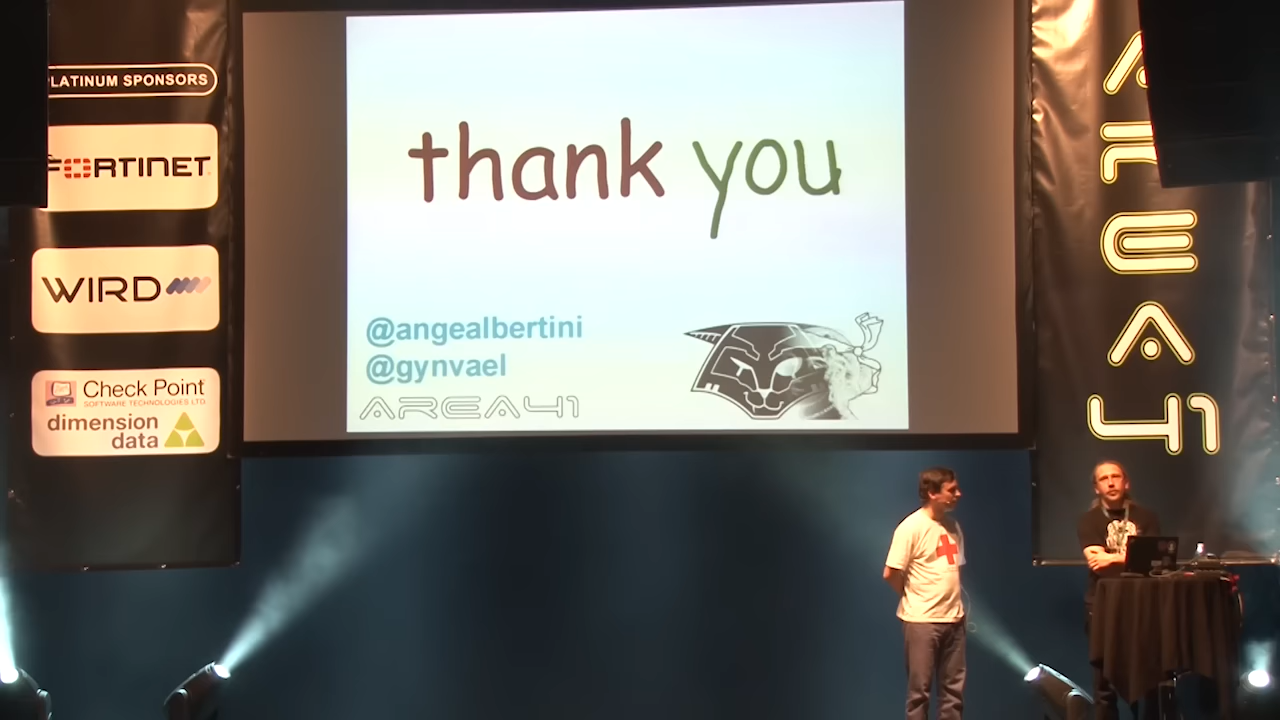 PLATINUM SPONSORS
FORTINET
WIRD
Check Point
SOFTWARE TECHNOLOGIES LTD.
dimension
data
thank you
@angealbertini
@gynvael
AREA41
AREA41